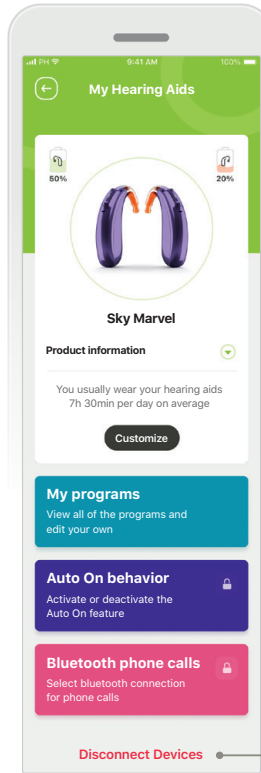 PH 9:41 AM 100%
My Hearing Aids
50% 20%
Sky Marvel
Product information
You usually wear your hearing aids
7h 30min per day on average
Customize
My programs
View all of the programs and
edit your own
Auto On behavior
Activate or deactivate the
Auto On feature
Bluetooth phone calls
Select bluetooth connection
for phone calls
Disconnect Devices